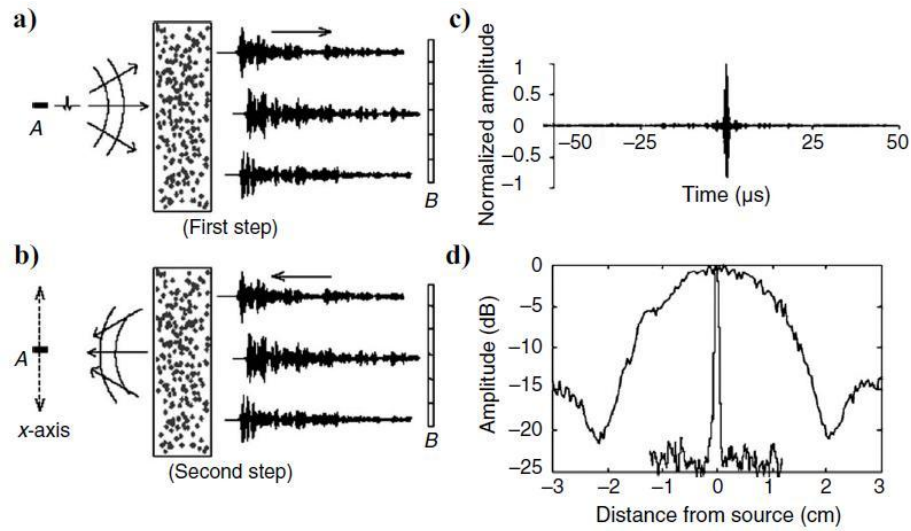 a)
A
B
(First step)
b)
A
x-axis
B
(Second step)
c)
Normalized amplitude
1
0.5
0
−0.5
−1
−50
−25
25
50
Time (µs)
d)
Amplitude (dB)
0
−5
−10
−15
−20
−25
−3
−2
−1
0
1
2
3
Distance from source (cm)